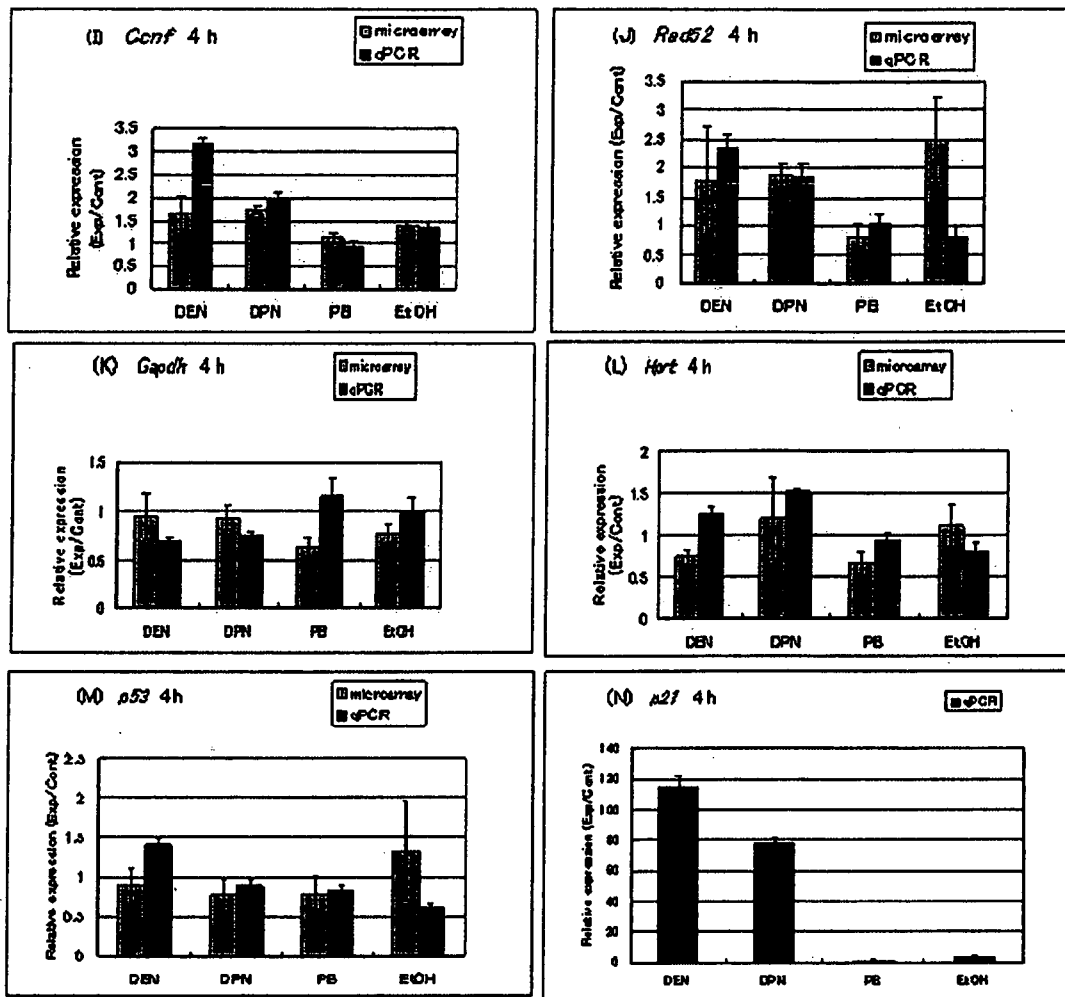 (I) Ccnf 4 h
microarray
qPCR
Relative expression
(Exp/Cont)
3.5
3
2.5
2
1.5
1
0.5
0
DEN DPN PB EtOH
(J) Rad52 4 h
microarray
qPCR
Relative expression (Exp/Cont)
3.5
3
2.5
2
1.5
1
0.5
0
DEN DPN PB EtOH
(K) Gapdh 4 h
microarray
qPCR
Relative expression
(Exp/Cont)
1.5
1
0.5
0
DEN DPN PB EtOH
(L) Hprt 4 h
microarray
qPCR
Relative expression
(Exp/Cont)
2
1.5
1
0.5
0
DEN DPN PB EtOH
(M) p53 4h
microarray
qPCR
Relative expression (Exp/Cont)
2.5
2
1.5
1
0.5
0
DEN DPN PB EtOH
(N) p21 4 h
qPCR
Relative expression (Exp/Cont)
140
120
100
80
60
40
20
0
DEN DPN PB EtOH